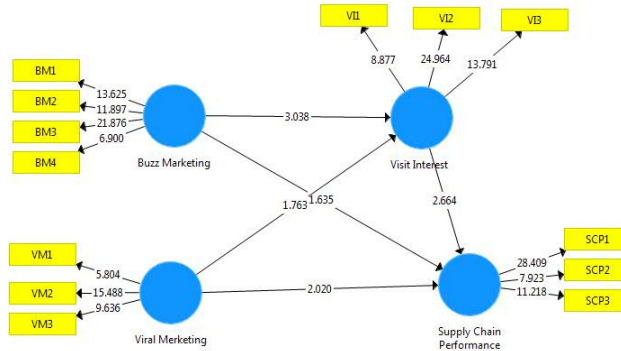 VI1
VI2
VI3
8.877
24.964
13.791
BM1
BM2
BM3
BM4
13.625
11.897
21.876
6.900
Buzz Marketing
3.038
Visit Interest
1.763
1.635
2.664
VM1
VM2
VM3
5.804
15.488
9.636
Viral Merketing
2.020
SCP1
SCP2
SCP3
28.409
7.923
11.218
Supply Chain
Performance